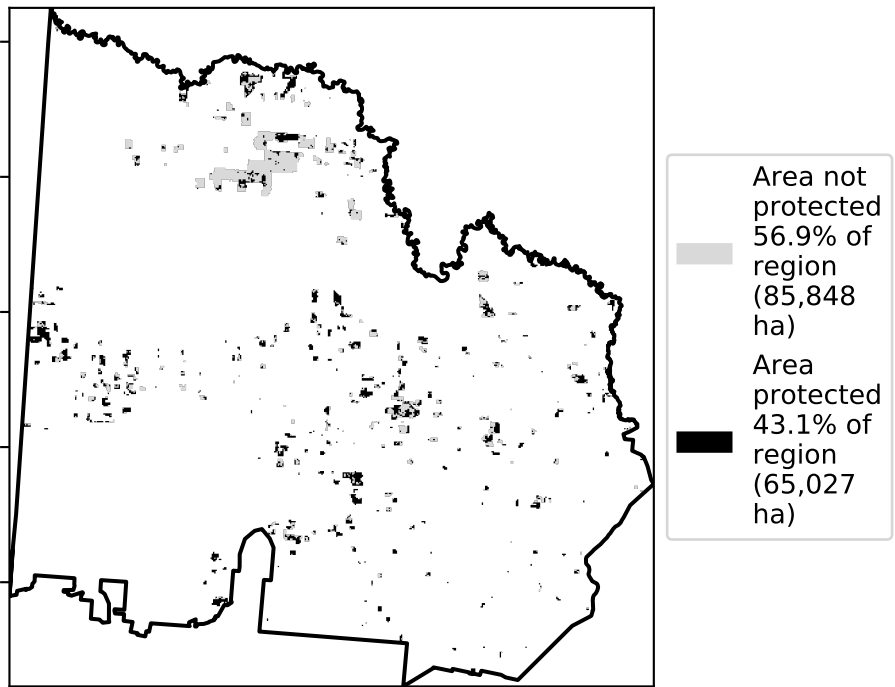 Area not
protected
56.9% of
region
(85,848
ha)
Area
protected
43.1% of
region
(65,027
ha)